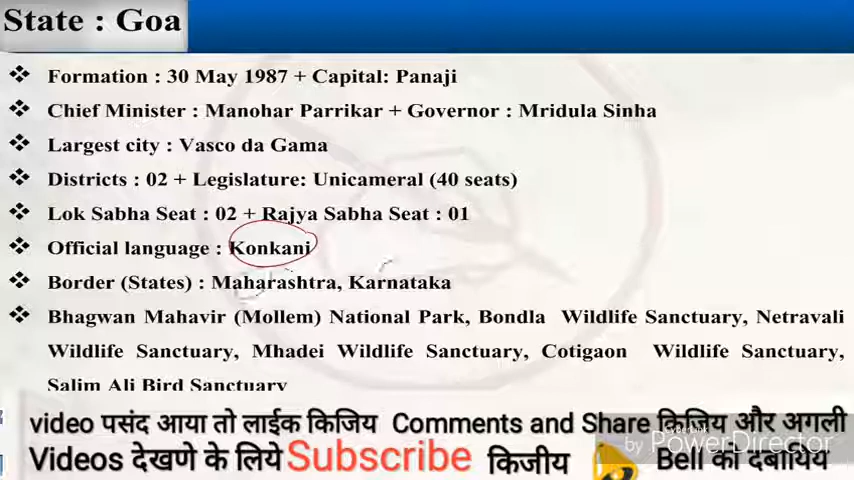 State : Goa
❖ Formation : 30 May 1987 + Capital: Panaji
❖ Chief Minister : Manohar Parrikar + Governor : Mridula Sinha
❖ Largest city : Vasco da Gama
❖ Districts : 02 + Legislature: Unicameral (40 seats)
❖ Lok Sabha Seat : 02 + Rajya Sabha Seat : 01
❖ Official language : Konkani
❖ Border (States) : Maharashtra, Karnataka
❖ Bhagwan Mahavir (Mollem) National Park, Bondla Wildlife Sanctuary, Netravali
Wildlife Sanctuary, Mhadei Wildlife Sanctuary, Cotigaon Wildlife Sanctuary,
Salim Ali Bird Sanctuary
video पसंद आया तो लाईक किजिय Comments and Share किजिय और अगली
Videos देखणे के लिये Subscribe किजीय Bell को दबायिय
CyberLink
by PowerDirector